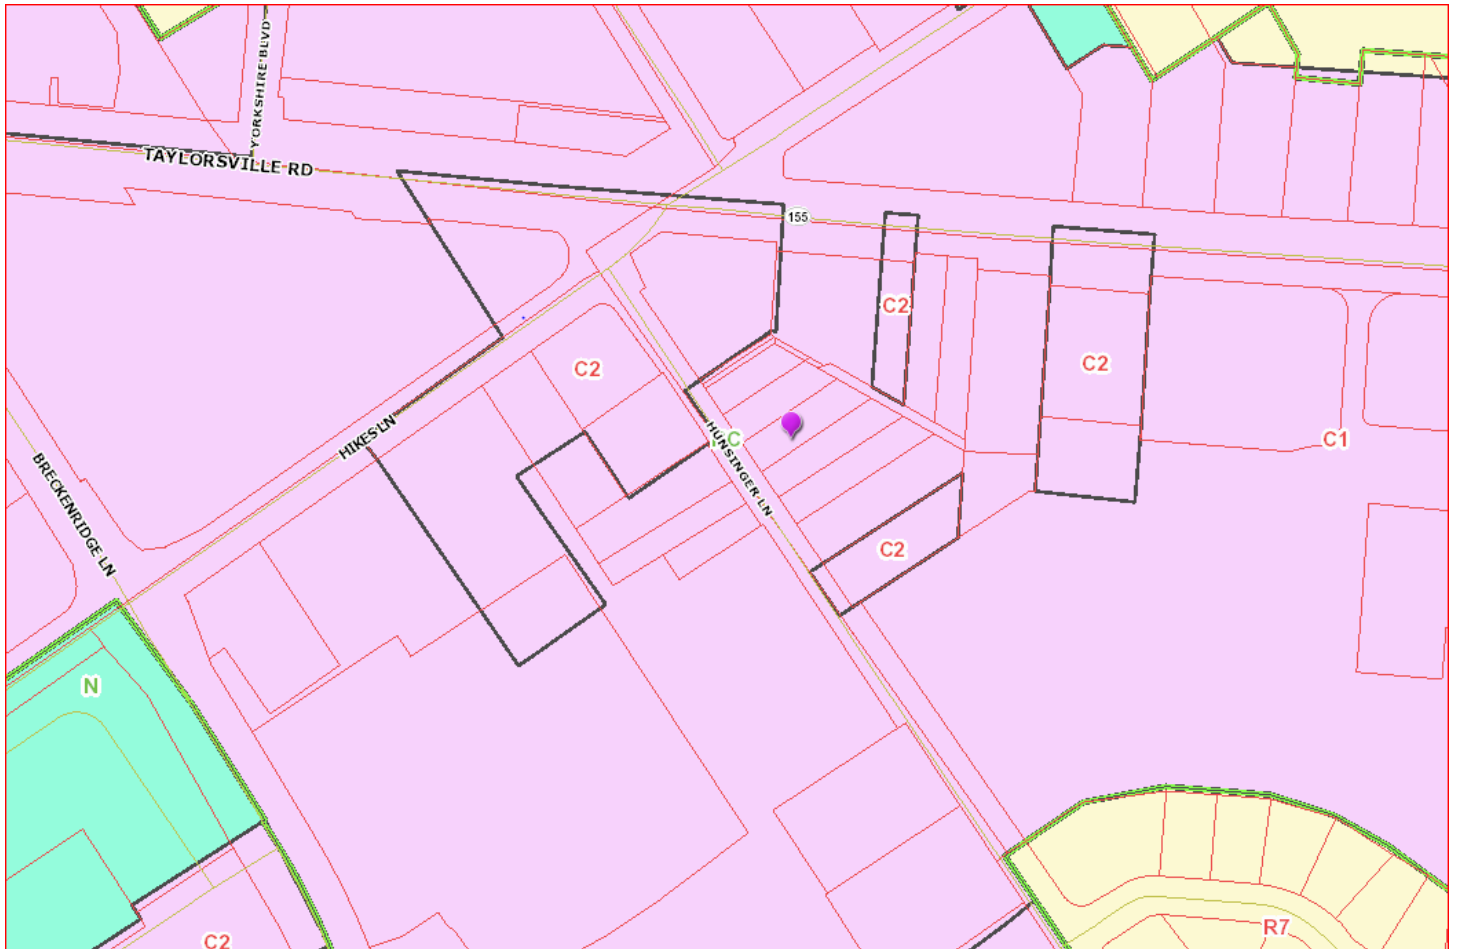 YORKSHIRE BLVD
TAYLORSVILLE RD
155
C2
C2
C2
HIKES LN
C
HUNSINGER LN
C1
BRECKENRIDGE LN
C2
N
R7
C2